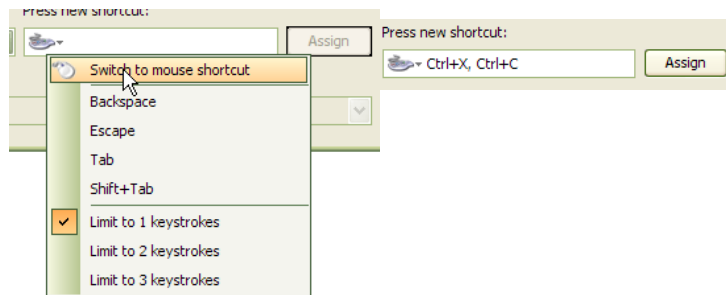 Press new shortcut:
Assign
Switch to mouse shortcut
Backspace
Escape
Tab
Shift+Tab
Limit to 1 keystrokes
Limit to 2 keystrokes
Limit to 3 keystrokes
Press new shortcut:
Ctrl+X, Ctrl+C
Assign